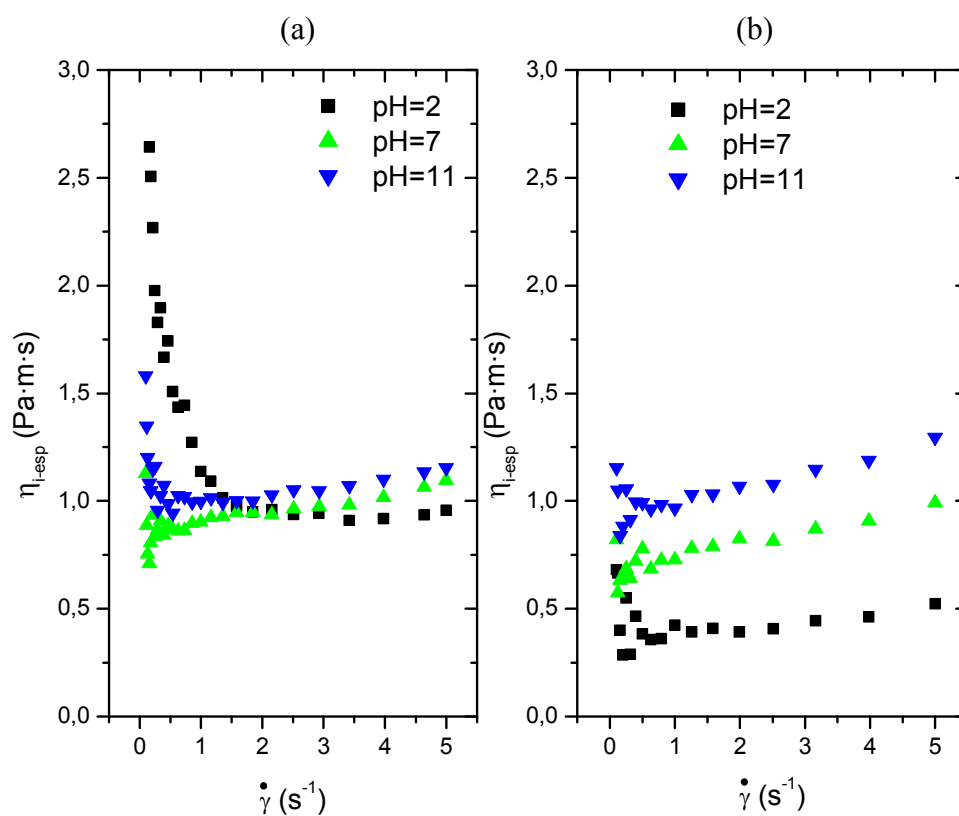 (a)
3,0
2,5
2,0
1,5
1,0
0,5
0,0
η i-esp (Pa·m·s)
pH=2
pH=7
pH=11
0 1 2 3 4 5
γ̇ (s⁻¹)
(b)
3,0
2,5
2,0
1,5
1,0
0,5
0,0
η i-esp (Pa·m·s)
pH=2
pH=7
pH=11
0 1 2 3 4 5
γ̇ (s⁻¹)